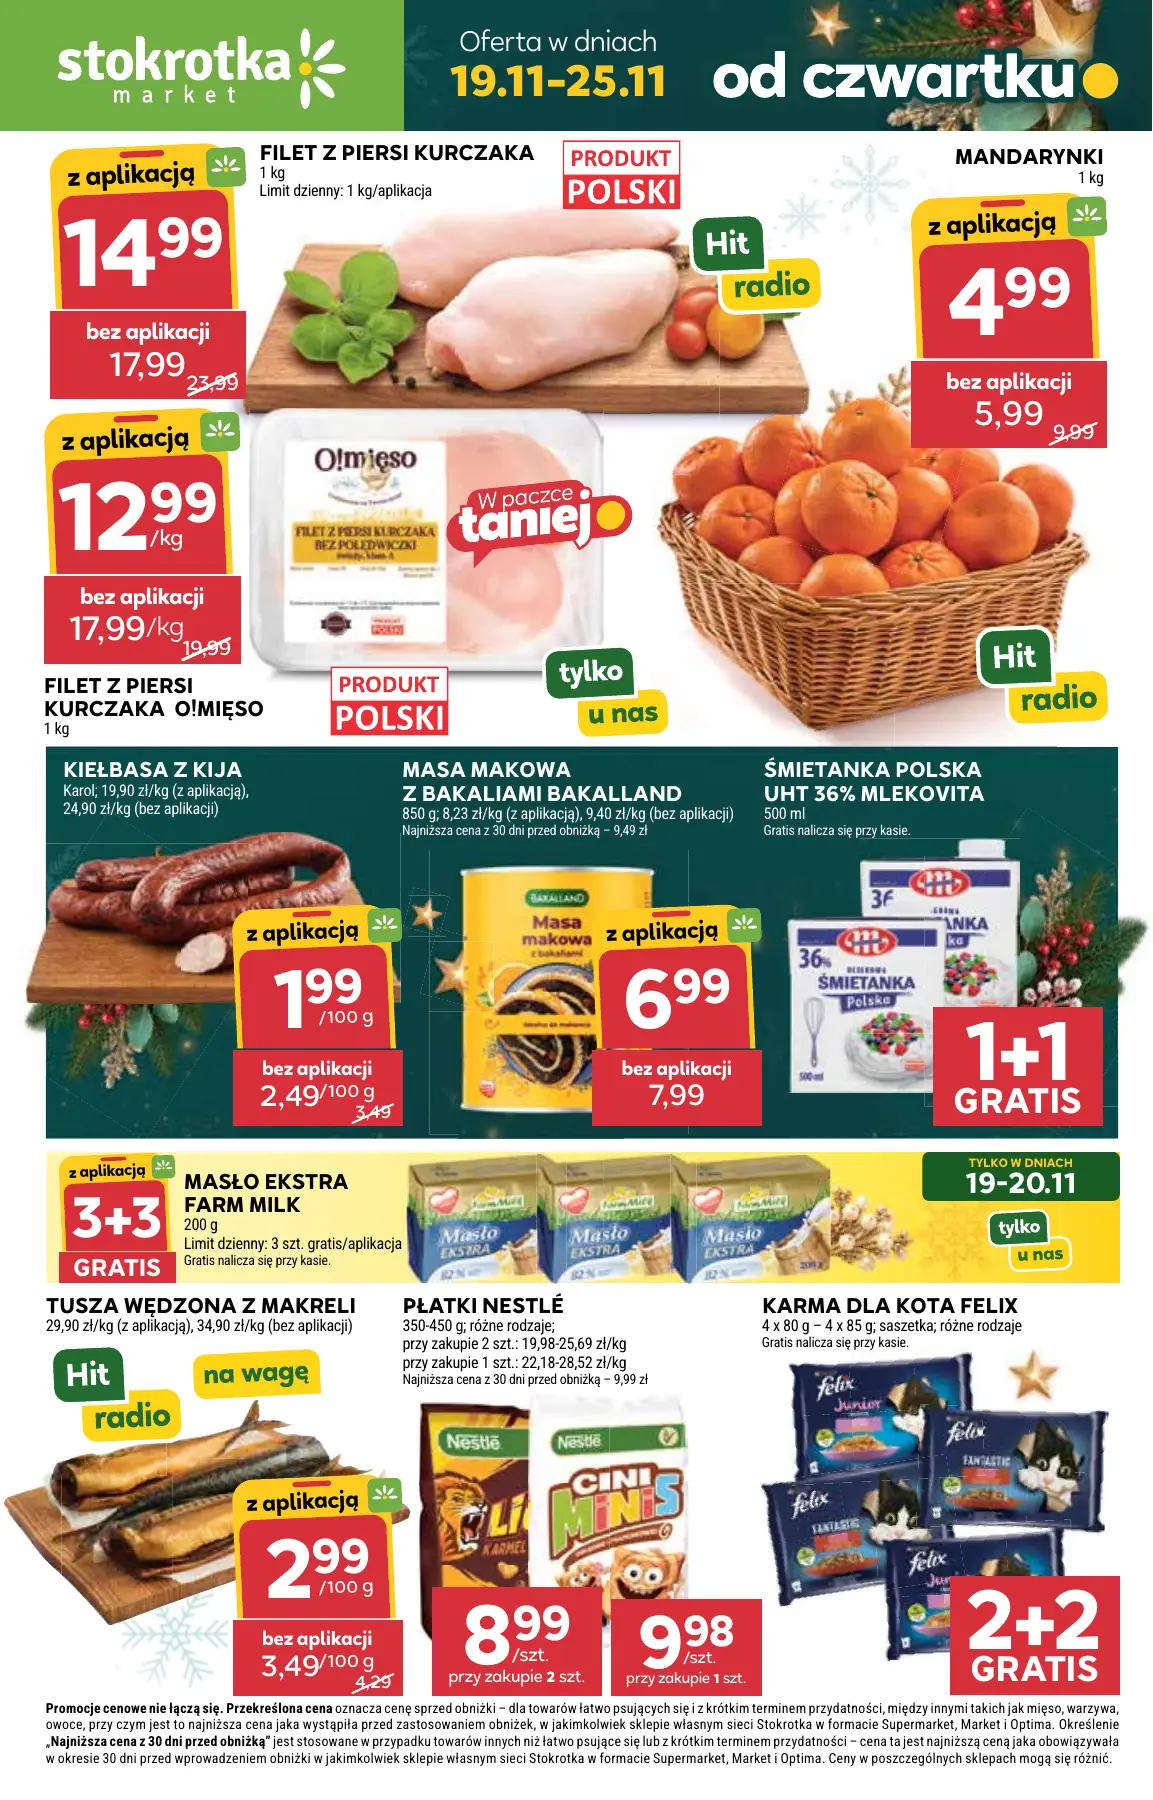 stokrotka
market
Oferta w dniach
19.11-25.11
od czwartku
z aplikacją
14 99
bez aplikacji
17,99
23,99
FILET Z PIERSI KURCZAKA
1 kg
Limit dzienny: 1 kg/aplikacja
PRODUKT
POLSKI
Hit
radio
MANDARYNKI
1 kg
z aplikacją
4 99
bez aplikacji
5,99
9,99
z aplikacją
12 99
/kg
bez aplikacji
17,99/kg
19,99
FILET Z PIERSI
KURCZAKA O!MIĘSO
1 kg
O!mięso
FILET Z PIERSI KURCZAKA
BEZ POLĘDWICZKI
W paczce
taniej
PRODUKT
POLSKI
tylko
u nas
Hit
radio
KIEŁBASA Z KIJA
Karol; 19,90 zł/kg (z aplikacją),
24,90 zł/kg (bez aplikacji)
z aplikacją
1 99
/100 g
bez aplikacji
2,49/100 g
3,49
MASA MAKOWA
Z BAKALIAMI BAKALLAND
850 g; 8,23 zł/kg (z aplikacją), 9,40 zł/kg (bez aplikacji)
Najniższa cena z 30 dni przed obniżką – 9,49 zł
BAKALLAND
Masa
makowa
z bakaliami
z aplikacją
6 99
bez aplikacji
7,99
ŚMIETANKA POLSKA
UHT 36% MLEKOVITA
500 ml
Gratis nalicza się przy kasie.
36%
ŚMIETANKA
Polska
500 ml
1+1
GRATIS
z aplikacją
3+3
GRATIS
MASŁO EKSTRA
FARM MILK
200 g
Limit dzienny: 3 szt. gratis/aplikacja
Gratis nalicza się przy kasie.
Masło
EKSTRA
82 %
Masło
EKSTRA
82 %
Masło
EKSTRA
82 %
200 g
TYLKO W DNIACH
19-20.11
tylko
u nas
TUSZA WĘDZONA Z MAKRELI
29,90 zł/kg (z aplikacją), 34,90 zł/kg (bez aplikacji)
Hit
radio
na wagę
z aplikacją
2 99
/100 g
bez aplikacji
3,49/100 g
4,29
PŁATKI NESTLÉ
350-450 g; różne rodzaje;
przy zakupie 2 szt.: 19,98-25,69 zł/kg
przy zakupie 1 szt.: 22,18-28,52 zł/kg
Najniższa cena z 30 dni przed obniżką – 9,99 zł
Nestlé
Nestlé
CINI
MINIS
8 99
/szt.
przy zakupie 2 szt.
9 98
/szt.
przy zakupie 1 szt.
KARMA DLA KOTA FELIX
4 x 80 g – 4 x 85 g; saszetka; różne rodzaje
Gratis nalicza się przy kasie.
felix
Junior
felix
FANTASTIC
felix
FANTASTIC
felix
2+2
GRATIS
Promocje cenowe nie łączą się. Przekreślona cena oznacza cenę sprzed obniżki – dla towarów łatwo psujących się i z krótkim terminem przydatności, między innymi takich jak mięso, warzywa,
owoce, przy czym jest to najniższa cena jaka wystąpiła przed zastosowaniem obniżek, w jakimkolwiek sklepie własnym sieci Stokrotka w formacie Supermarket, Market i Optima. Określenie
„Najniższa cena z 30 dni przed obniżką” jest stosowane w przypadku towarów innych niż łatwo psujące się lub z krótkim terminem przydatności – cena ta jest najniższą ceną jaka obowiązywała
w okresie 30 dni przed wprowadzeniem obniżki w jakimkolwiek sklepie własnym sieci Stokrotka w formacie Supermarket, Market i Optima. Ceny w poszczególnych sklepach mogą się różnić.